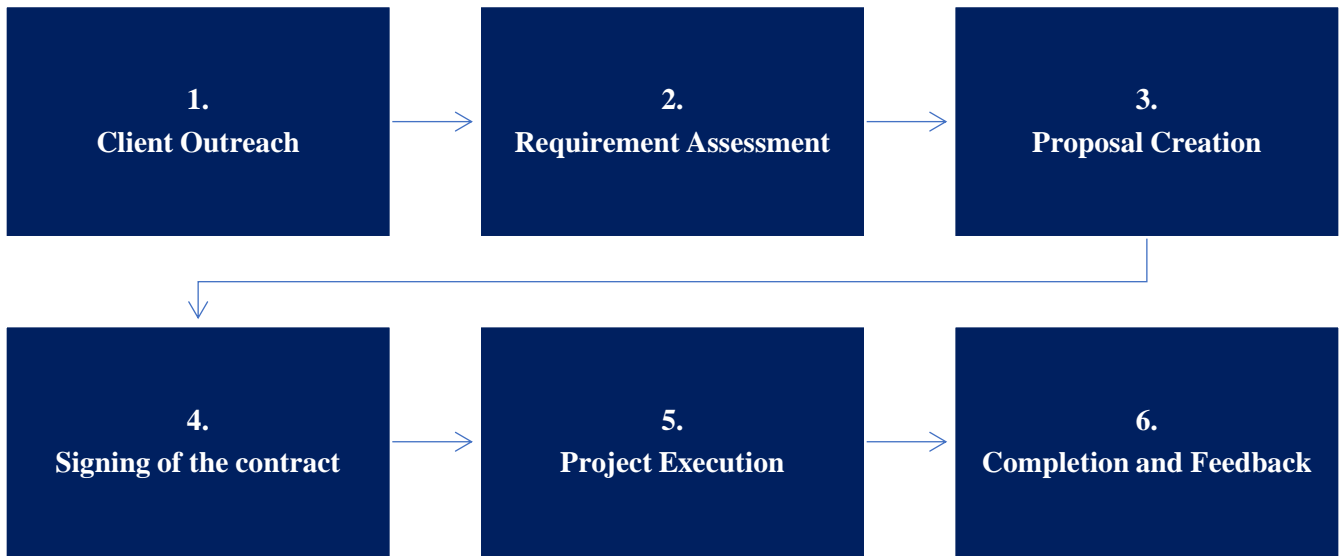 1.
Client Outreach
2.
Requirement Assessment
3.
Proposal Creation
4.
Signing of the contract
5.
Project Execution
6.
Completion and Feedback